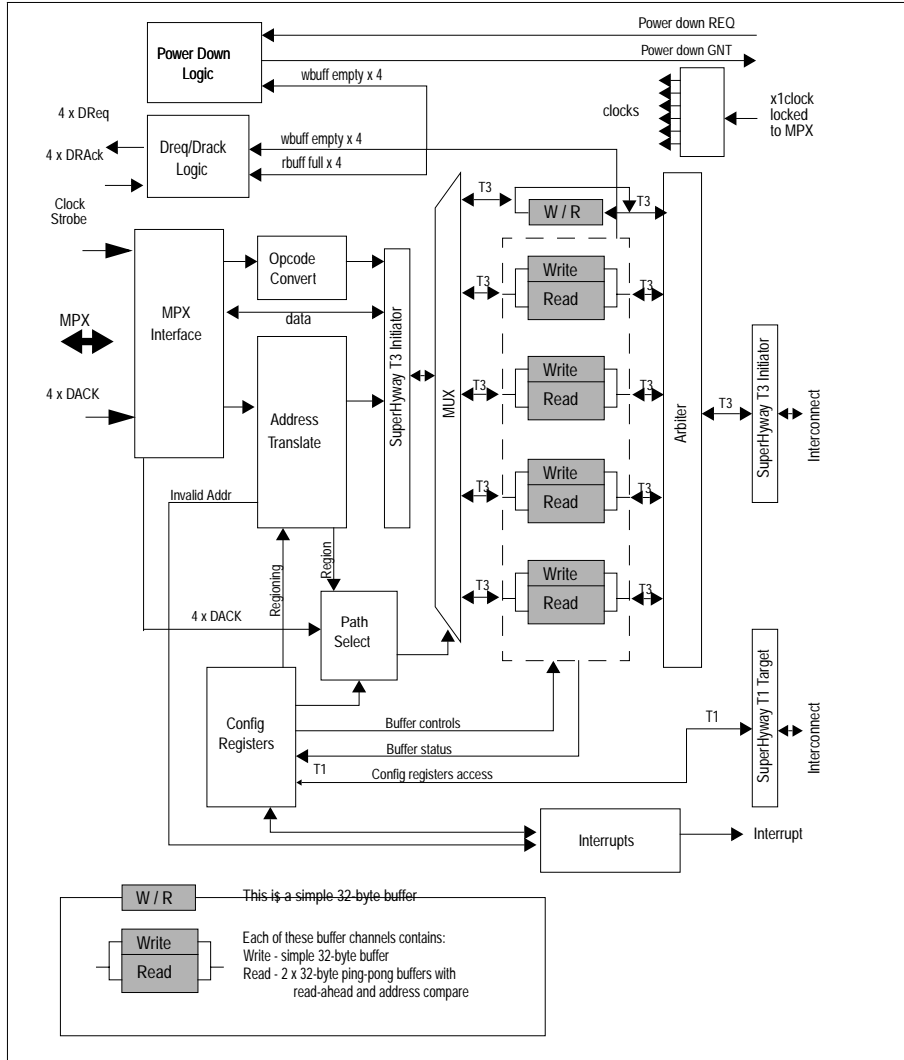 Power down REQ
Power Down
Logic
Power down GNT
wbuff empty x 4
clocks
x1clock
locked
to MPX
4 x DReq
4 x DRAck
Dreq/Drack
Logic
wbuff empty x 4
rbuff full x 4
Clock
Strobe
T3
W / R
T3
MPX
MPX
Interface
4 x DACK
Opcode
Convert
data
Address
Translate
SuperHyway T3 Initiator
MUX
T3
Write
Read
T3
T3
Write
Read
T3
T3
Write
Read
T3
T3
Write
Read
T3
Arbiter
T3
SuperHyway T3 Initiator
Interconnect
Invalid Addr
Regioning
Region
4 x DACK
Path
Select
Config
Registers
Buffer controls
Buffer status
T1
Config registers access
T1
SuperHyway T1 Target
Interconnect
Interrupts
Interrupt
W / R
This is a simple 32-byte buffer
Write
Read
Each of these buffer channels contains:
Write - simple 32-byte buffer
Read - 2 x 32-byte ping-pong buffers with
read-ahead and address compare